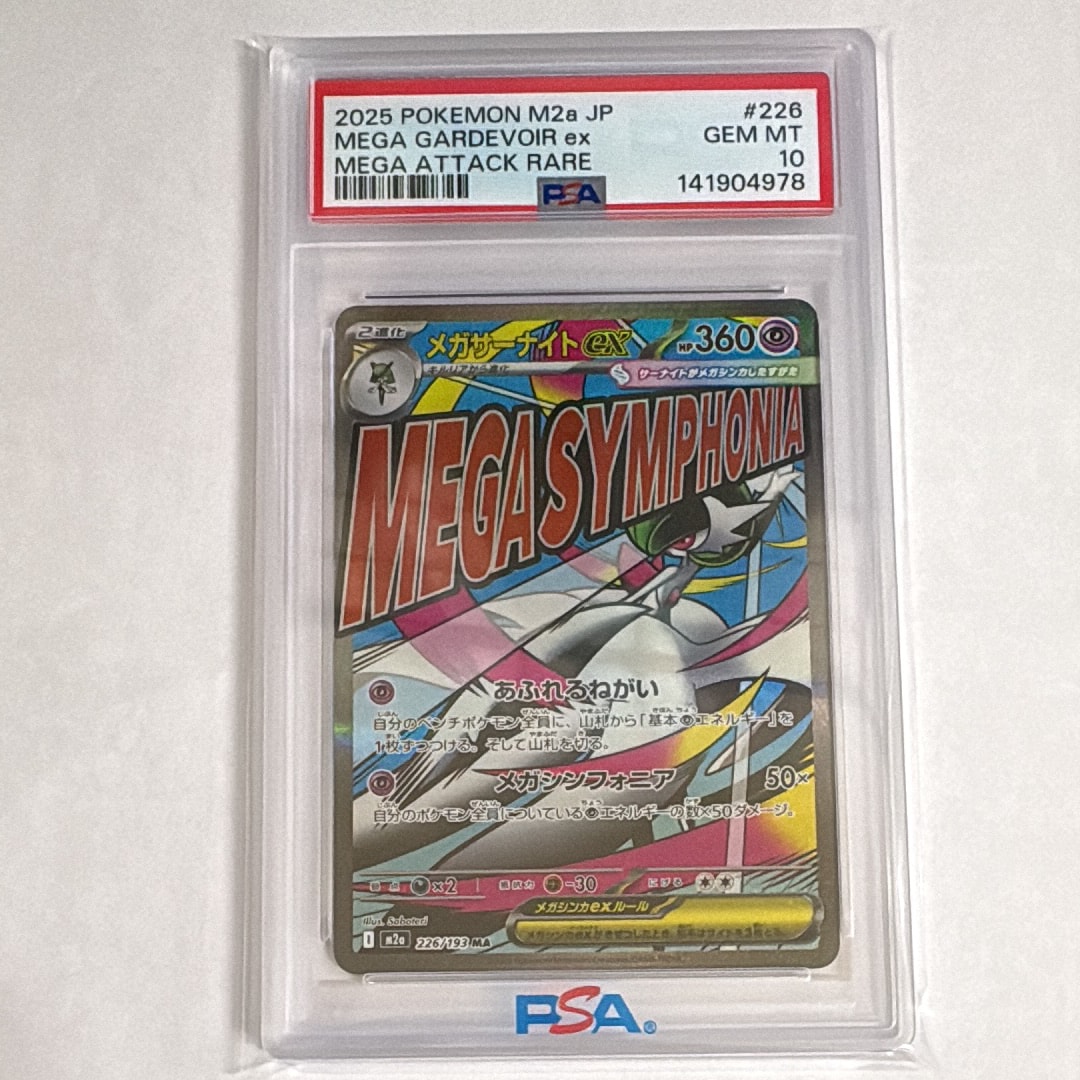 2025 POKEMON M2a JP #226
MEGA GARDEVOIR ex GEM MT
MEGA ATTACK RARE 10
141904978
PSA
2進化 メガサーナイトex HP360
キルリアから進化 サーナイトがメガシンカしたすがた
MEGA SYMPHONIA
あふれるねがい
自分のベンチポケモン全員に、山札から「基本エネルギー」を
1枚ずつつける。そして山札を切る。
メガシンフォニア 50×
自分のポケモン全員についているエネルギーの数×50ダメージ。
弱点 ×2 抵抗力 -30 にげる
メガシンカexルール
Illus. Saboteri
D m2a 226/193 MA
PSA®